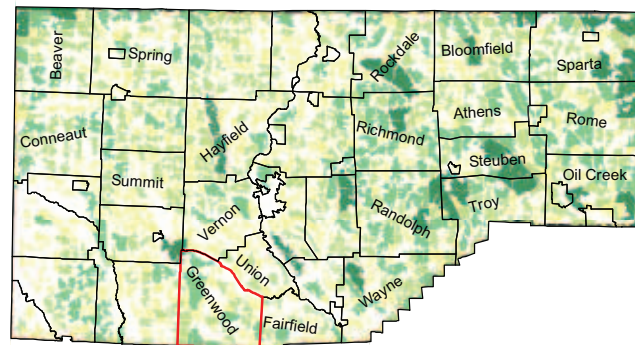 Beaver
Spring
Rockdale
Bloomfield
Sparta
Conneaut
Hayfield
Richmond
Athens
Rome
Summit
Steuben
Oil Creek
Vernon
Randolph
Troy
Greenwood
Union
Wayne
Fairfield